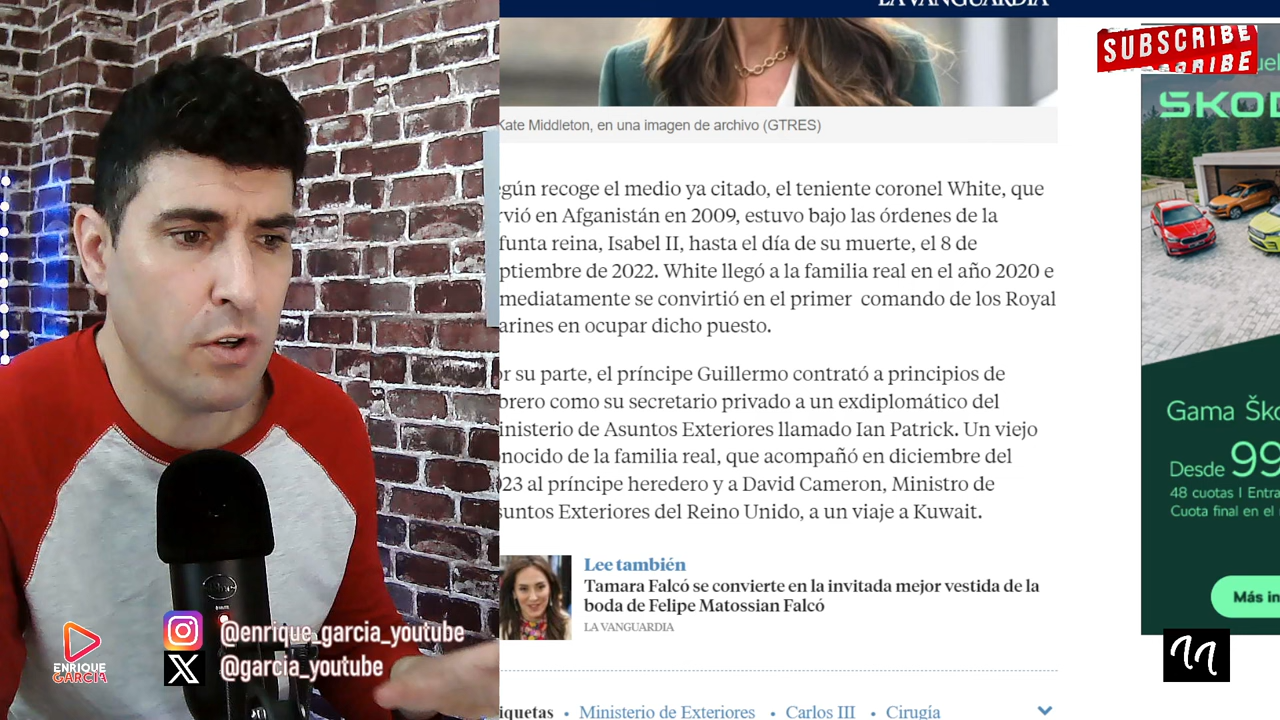 LA VANGUARDIA
SUBSCRIBE
SUBSCRIBE
ŠKOD
Kate Middleton, en una imagen de archivo (GTRES)
egún recoge el medio ya citado, el teniente coronel White, que
rvió en Afganistán en 2009, estuvo bajo las órdenes de la
funta reina, Isabel II, hasta el día de su muerte, el 8 de
ptiembre de 2022. White llegó a la familia real en el año 2020 e
mediatamente se convirtió en el primer comando de los Royal
arines en ocupar dicho puesto.
or su parte, el príncipe Guillermo contrató a principios de
brero como su secretario privado a un exdiplomático del
inisterio de Asuntos Exteriores llamado Ian Patrick. Un viejo
nocido de la familia real, que acompañó en diciembre del
023 al príncipe heredero y a David Cameron, Ministro de
suntos Exteriores del Reino Unido, a un viaje a Kuwait.
Lee también
Tamara Falcó se convierte en la invitada mejor vestida de la
boda de Felipe Matossian Falcó
LA VANGUARDIA
iquetas • Ministerio de Exteriores • Carlos III • Cirugía
Gama Ško
Desde 99
48 cuotas | Entra
Cuota final en el
Más in
ENRIQUE
GARCIA
@enrique_garcia_youtube
@garcia_youtube